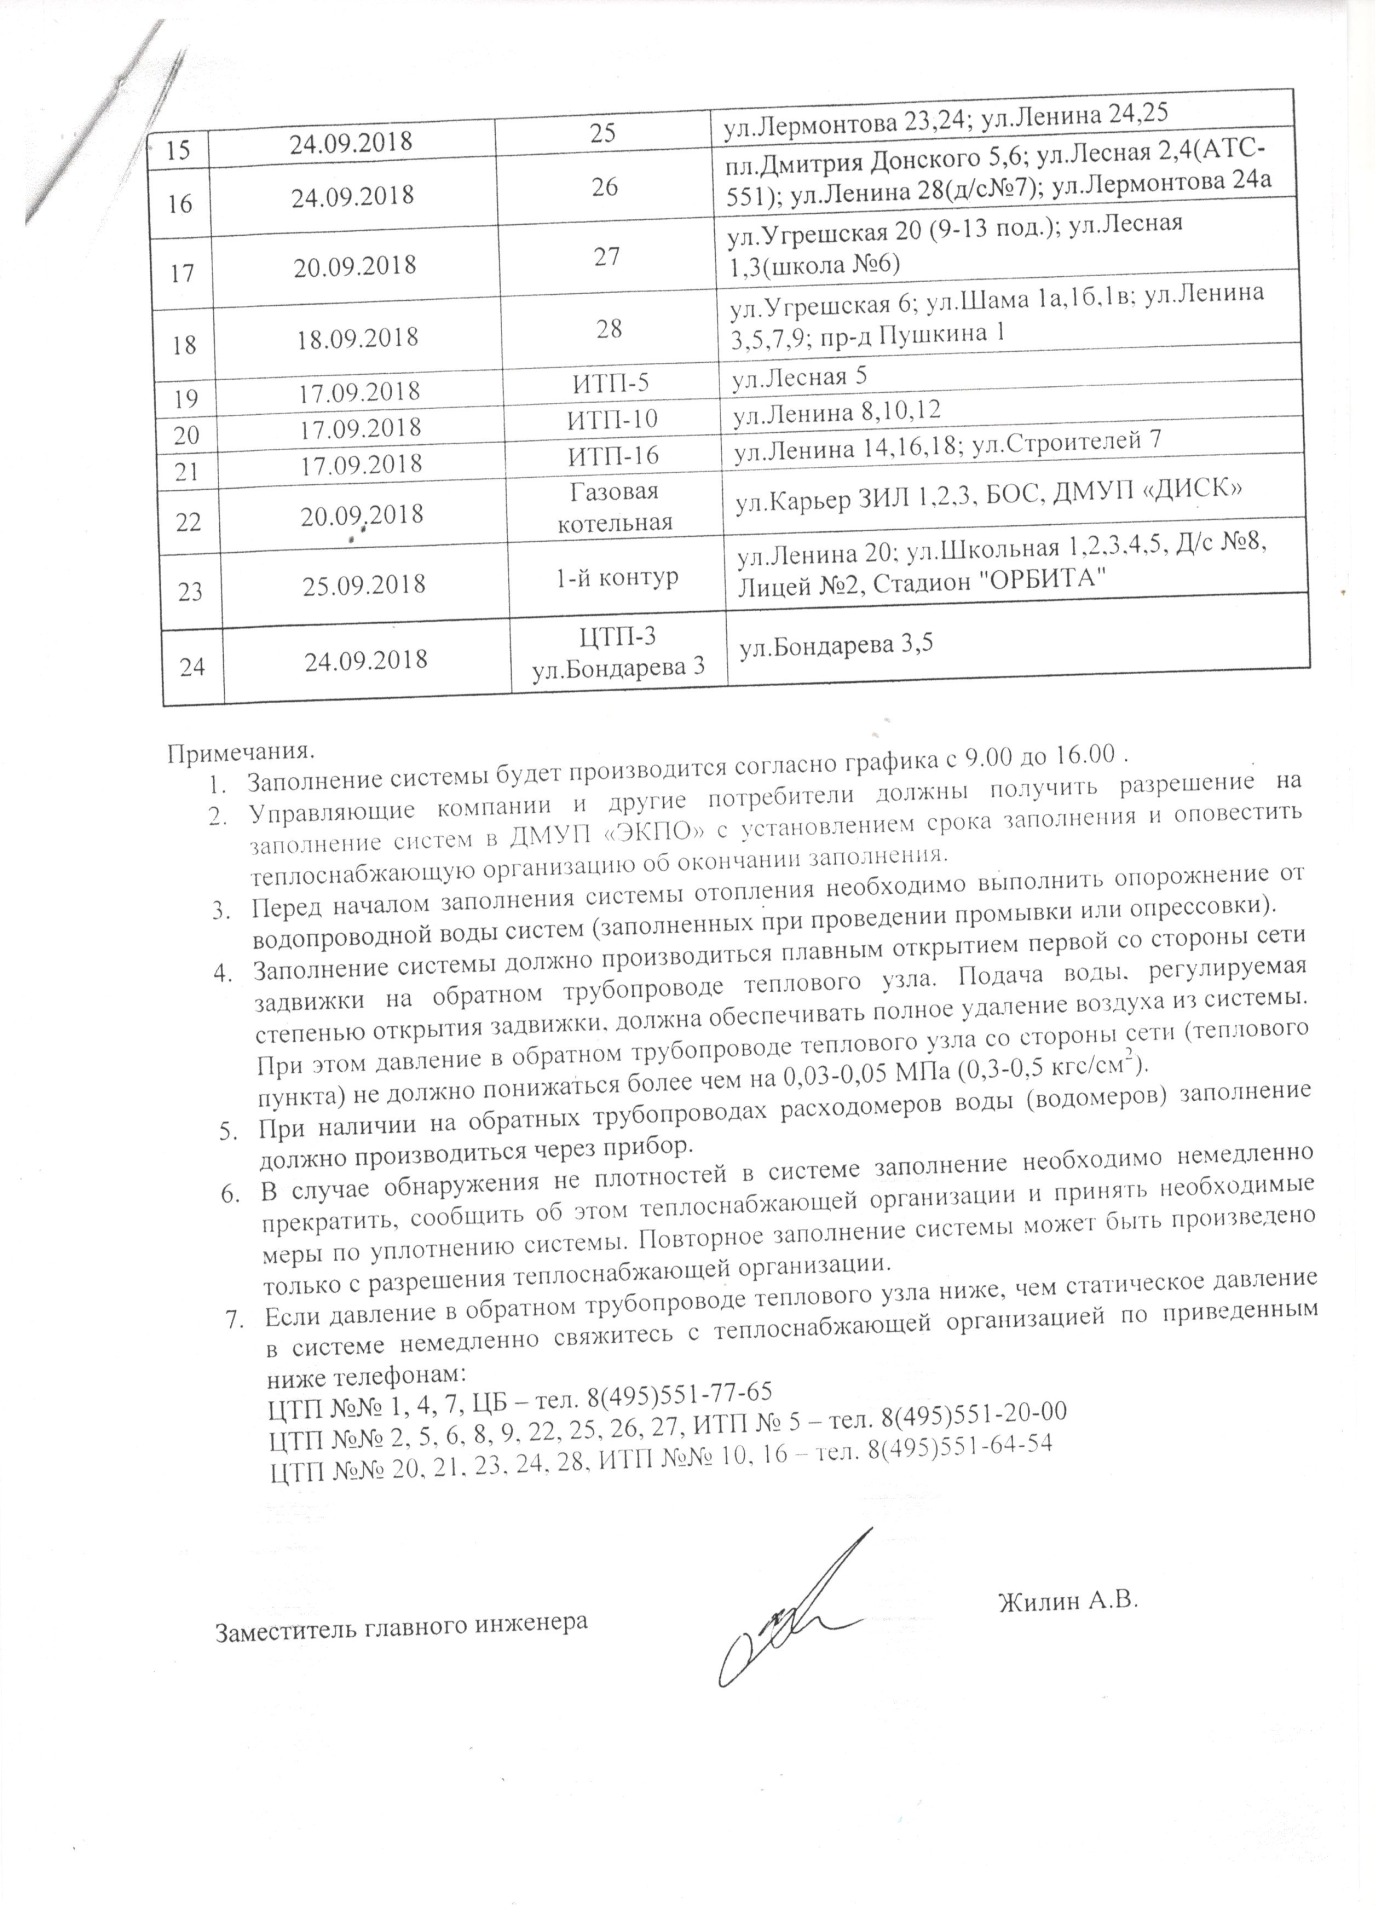 15 24.09.2018 25 ул.Лермонтова 23,24; ул.Ленина 24,25
16 24.09.2018 26 пл.Дмитрия Донского 5,6; ул.Лесная 2,4(АТС-
551); ул.Ленина 28(д/с№7); ул.Лермонтова 24а
17 20.09.2018 27 ул.Угрешская 20 (9-13 под.); ул.Лесная
1,3(школа №6)
18 18.09.2018 28 ул.Угрешская 6; ул.Шама 1а,1б,1в; ул.Ленина
3,5,7,9; пр-д Пушкина 1
19 17.09.2018 ИТП-5 ул.Лесная 5
20 17.09.2018 ИТП-10 ул.Ленина 8,10,12
21 17.09.2018 ИТП-16 ул.Ленина 14,16,18; ул.Строителей 7
22 20.09.2018 Газовая
котельная ул.Карьер ЗИЛ 1,2,3, БОС, ДМУП «ДИСК»
23 25.09.2018 1-й контур ул.Ленина 20; ул.Школьная 1,2,3,4,5, Д/с №8,
Лицей №2, Стадион "ОРБИТА"
24 24.09.2018 ЦТП-3
ул.Бондарева 3 ул.Бондарева 3,5
Примечания.
1. Заполнение системы будет производится согласно графика с 9.00 до 16.00 .
2. Управляющие компании и другие потребители должны получить разрешение на
заполнение систем в ДМУП «ЭКПО» с установлением срока заполнения и оповестить
теплоснабжающую организацию об окончании заполнения.
3. Перед началом заполнения системы отопления необходимо выполнить опорожнение от
водопроводной воды систем (заполненных при проведении промывки или опрессовки).
4. Заполнение системы должно производиться плавным открытием первой со стороны сети
задвижки на обратном трубопроводе теплового узла. Подача воды, регулируемая
степенью открытия задвижки, должна обеспечивать полное удаление воздуха из системы.
При этом давление в обратном трубопроводе теплового узла со стороны сети (теплового
пункта) не должно понижаться более чем на 0,03-0,05 МПа (0,3-0,5 кгс/см²).
5. При наличии на обратных трубопроводах расходомеров воды (водомеров) заполнение
должно производиться через прибор.
6. В случае обнаружения не плотностей в системе заполнение необходимо немедленно
прекратить, сообщить об этом теплоснабжающей организации и принять необходимые
меры по уплотнению системы. Повторное заполнение системы может быть произведено
только с разрешения теплоснабжающей организации.
7. Если давление в обратном трубопроводе теплового узла ниже, чем статическое давление
в системе немедленно свяжитесь с теплоснабжающей организацией по приведенным
ниже телефонам:
ЦТП №№ 1, 4, 7, ЦБ – тел. 8(495)551-77-65
ЦТП №№ 2, 5, 6, 8, 9, 22, 25, 26, 27, ИТП № 5 – тел. 8(495)551-20-00
ЦТП №№ 20, 21, 23, 24, 28, ИТП №№ 10, 16 – тел. 8(495)551-64-54
Заместитель главного инженера Жилин А.В.